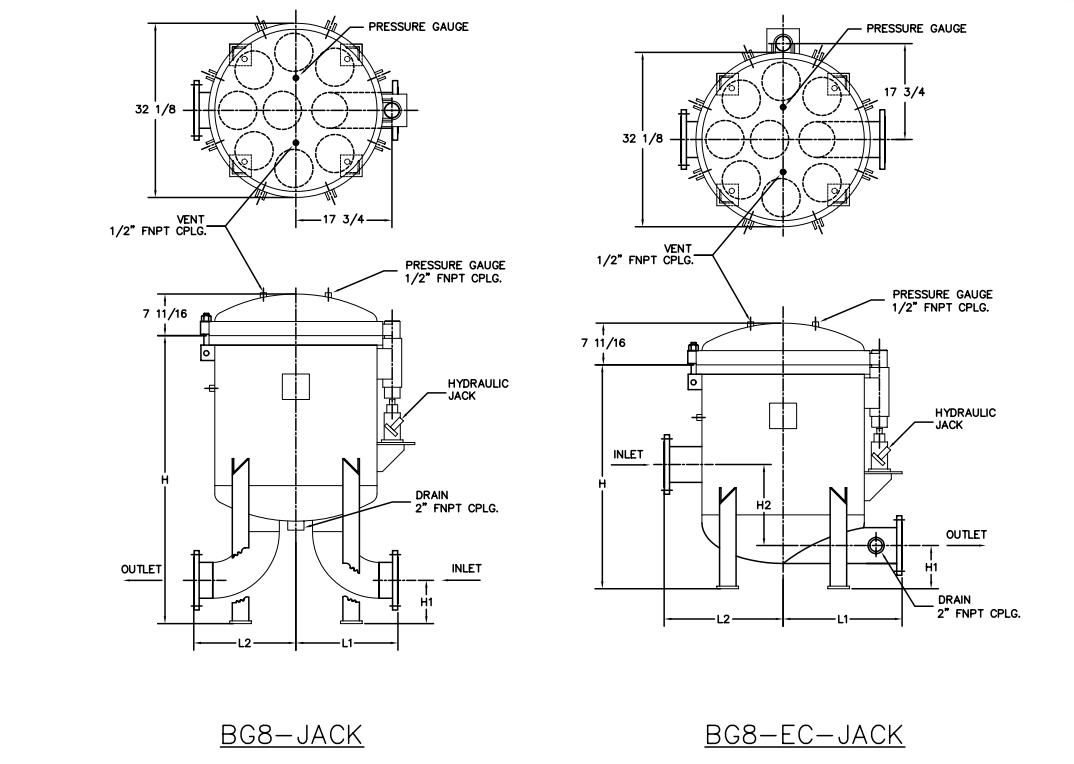 PRESSURE GAUGE
32 1/8
17 3/4
VENT
1/2” FNPT CPLG.
PRESSURE GAUGE
1/2” FNPT CPLG.
7 11/16
HYDRAULIC
JACK
H
DRAIN
2” FNPT CPLG.
OUTLET
INLET
H1
L2
L1
BG8-JACK
PRESSURE GAUGE
17 3/4
32 1/8
VENT
1/2” FNPT CPLG.
PRESSURE GAUGE
1/2” FNPT CPLG.
7 11/16
HYDRAULIC
JACK
INLET
H
H2
OUTLET
H1
DRAIN
2” FNPT CPLG.
L2
L1
BG8-EC-JACK